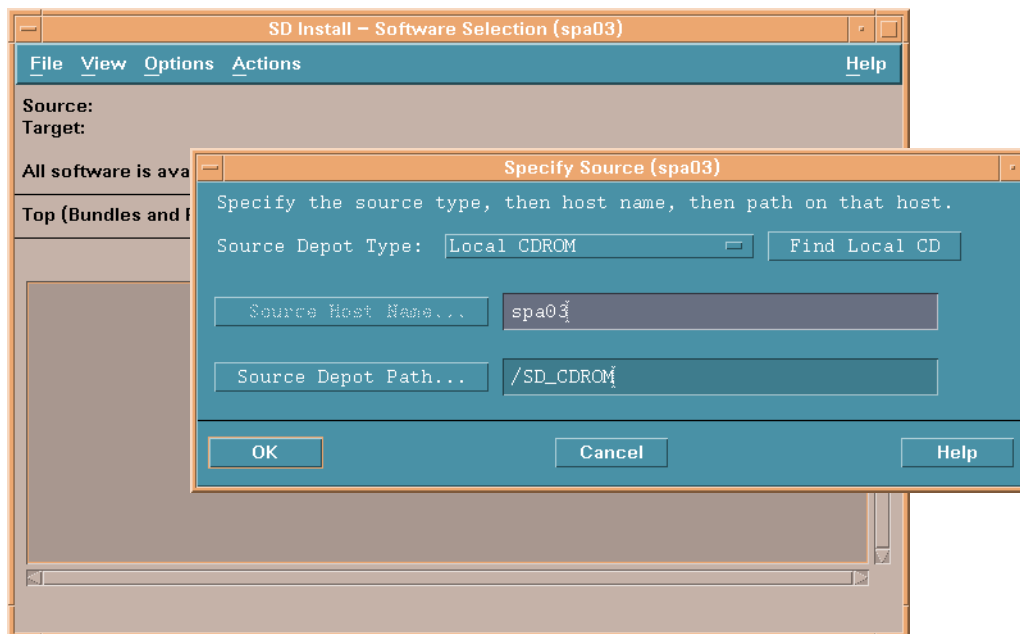 SD Install – Software Selection (spa03)
File View Options Actions Help
Source:
Target:
All software is ava
Top (Bundles and
Specify Source (spa03)
Specify the source type, then host name, then path on that host.
Source Depot Type: Local CDROM Find Local CD
Source Host Name... spa03
Source Depot Path... /SD_CDROM
OK Cancel Help